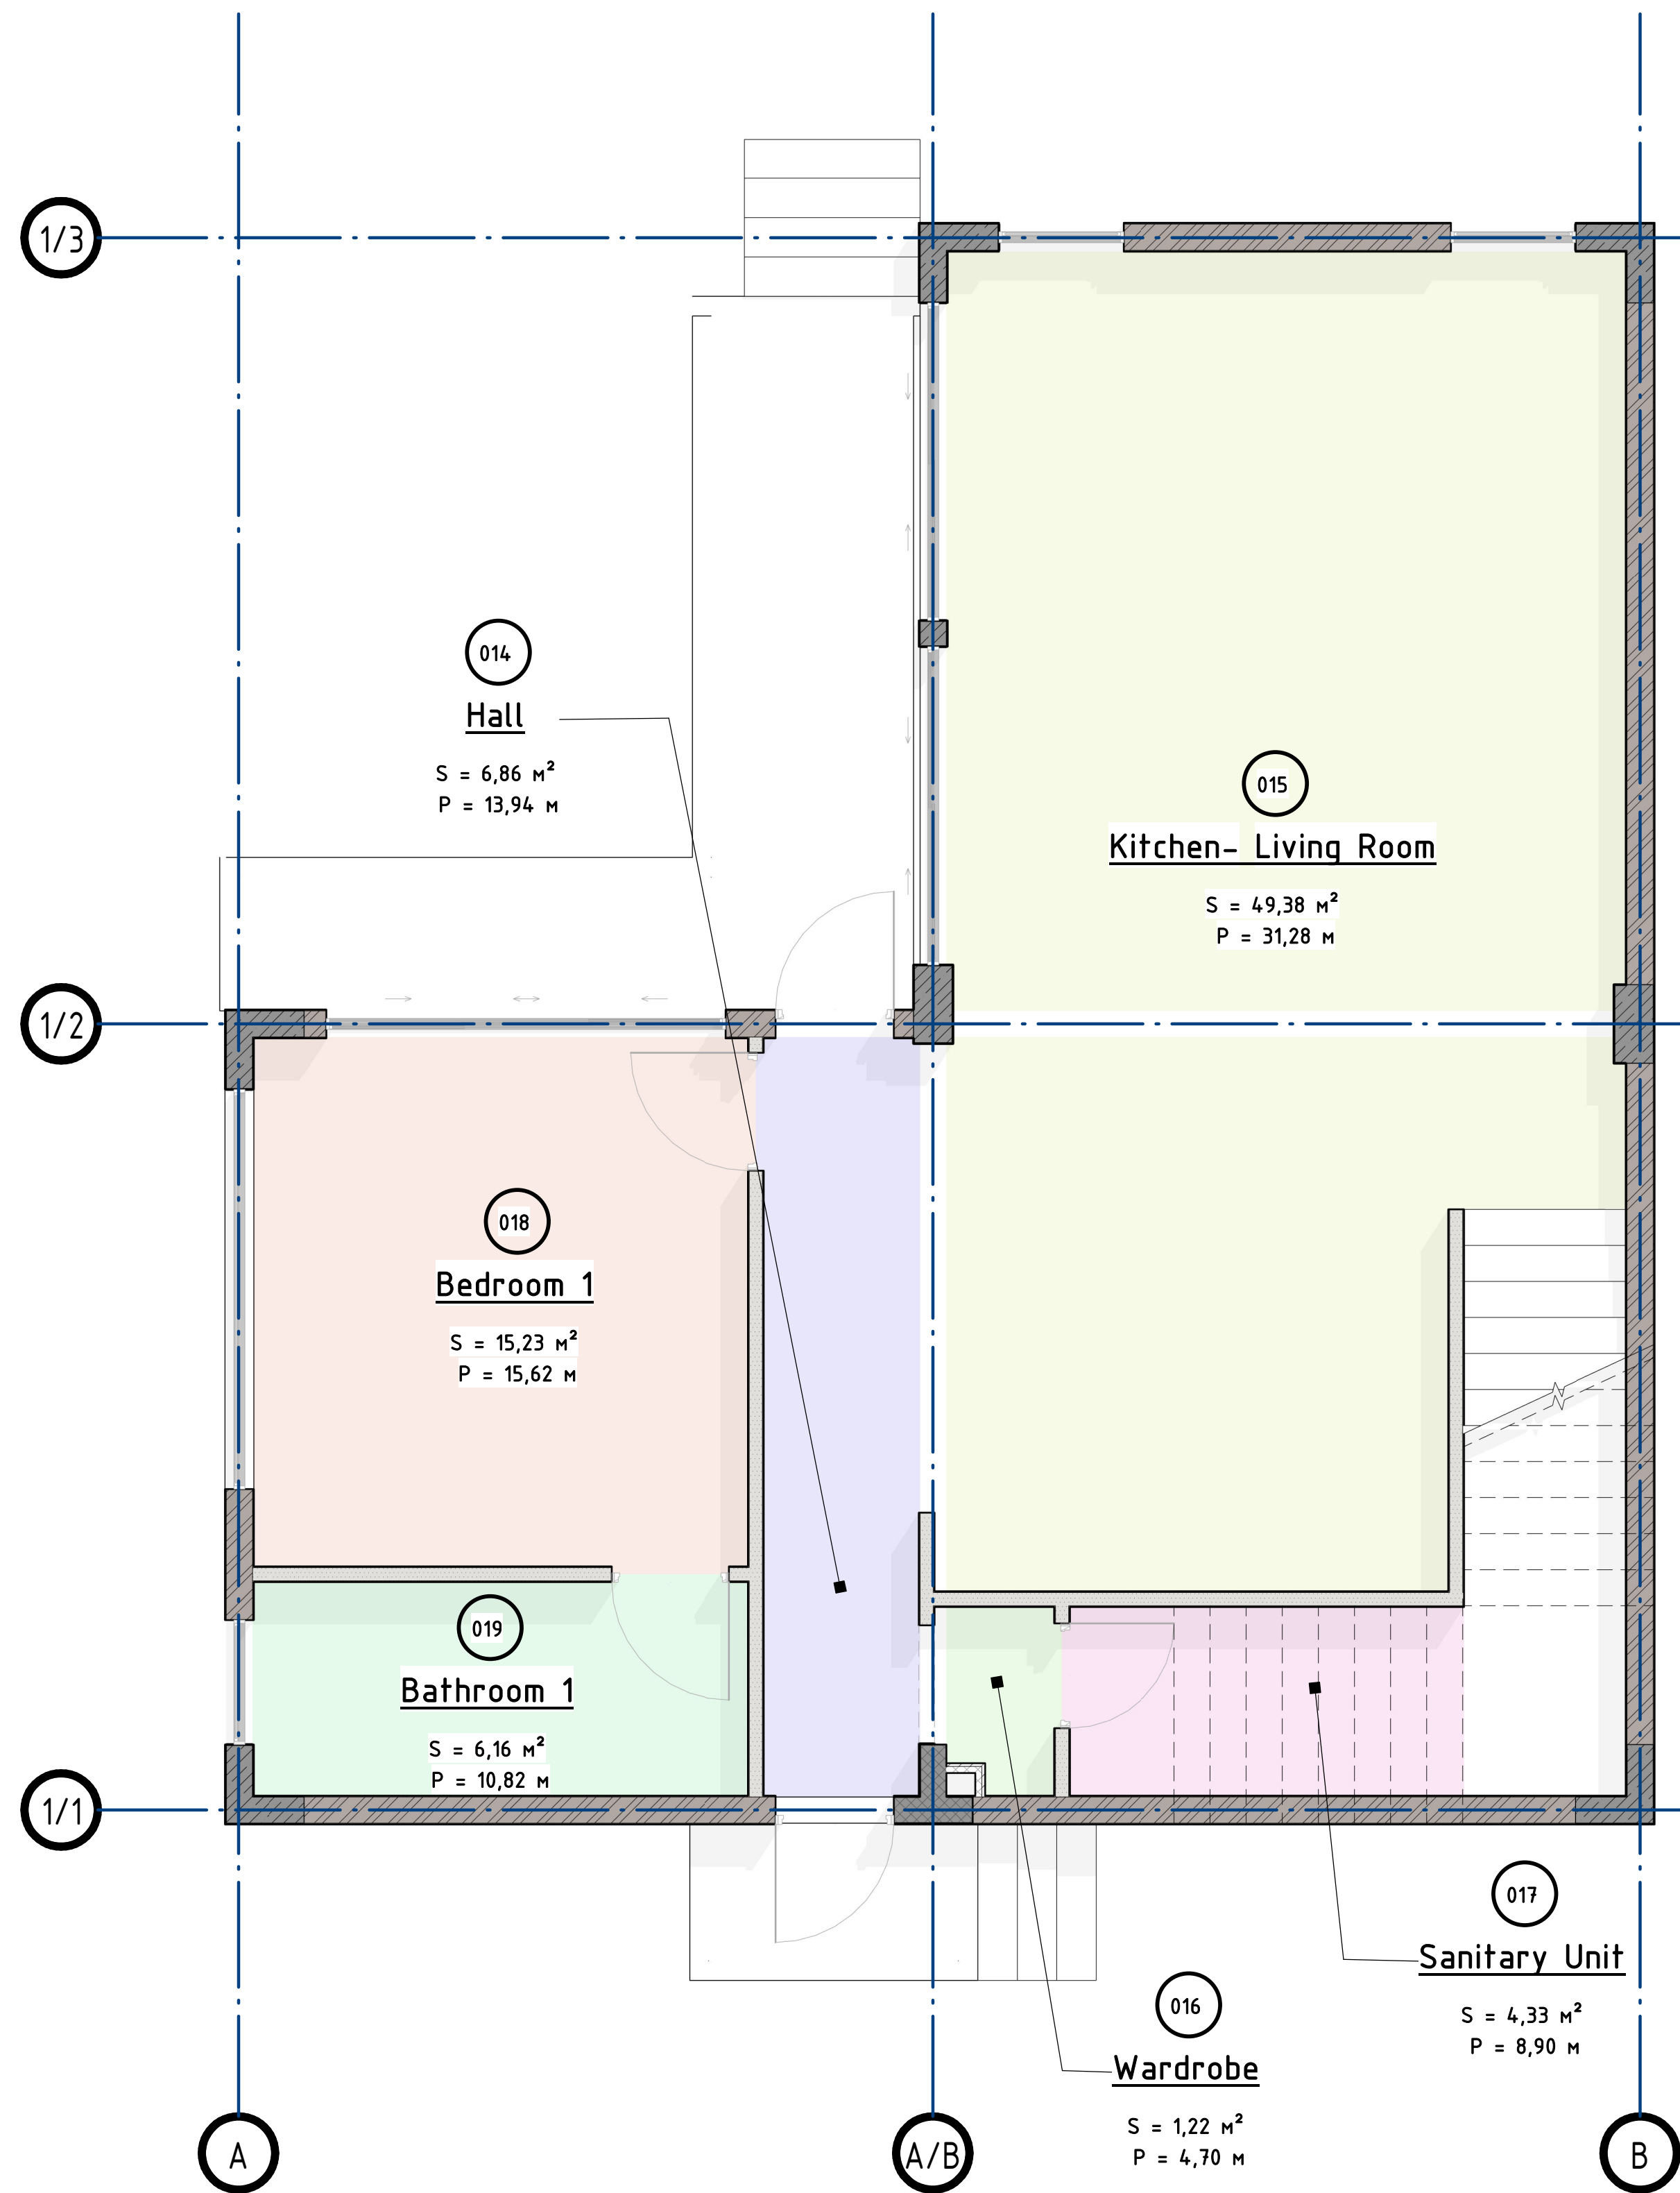 1/3
014
Hall
S = 6,86 м²
P = 13,94 м
015
Kitchen- Living Room
S = 49,38 м²
P = 31,28 м
1/2
018
Bedroom 1
S = 15,23 м²
P = 15,62 м
019
Bathroom 1
S = 6,16 м²
P = 10,82 м
1/1
017
Sanitary Unit
S = 4,33 м²
P = 8,90 м
016
Wardrobe
S = 1,22 м²
P = 4,70 м
A
A/B
B